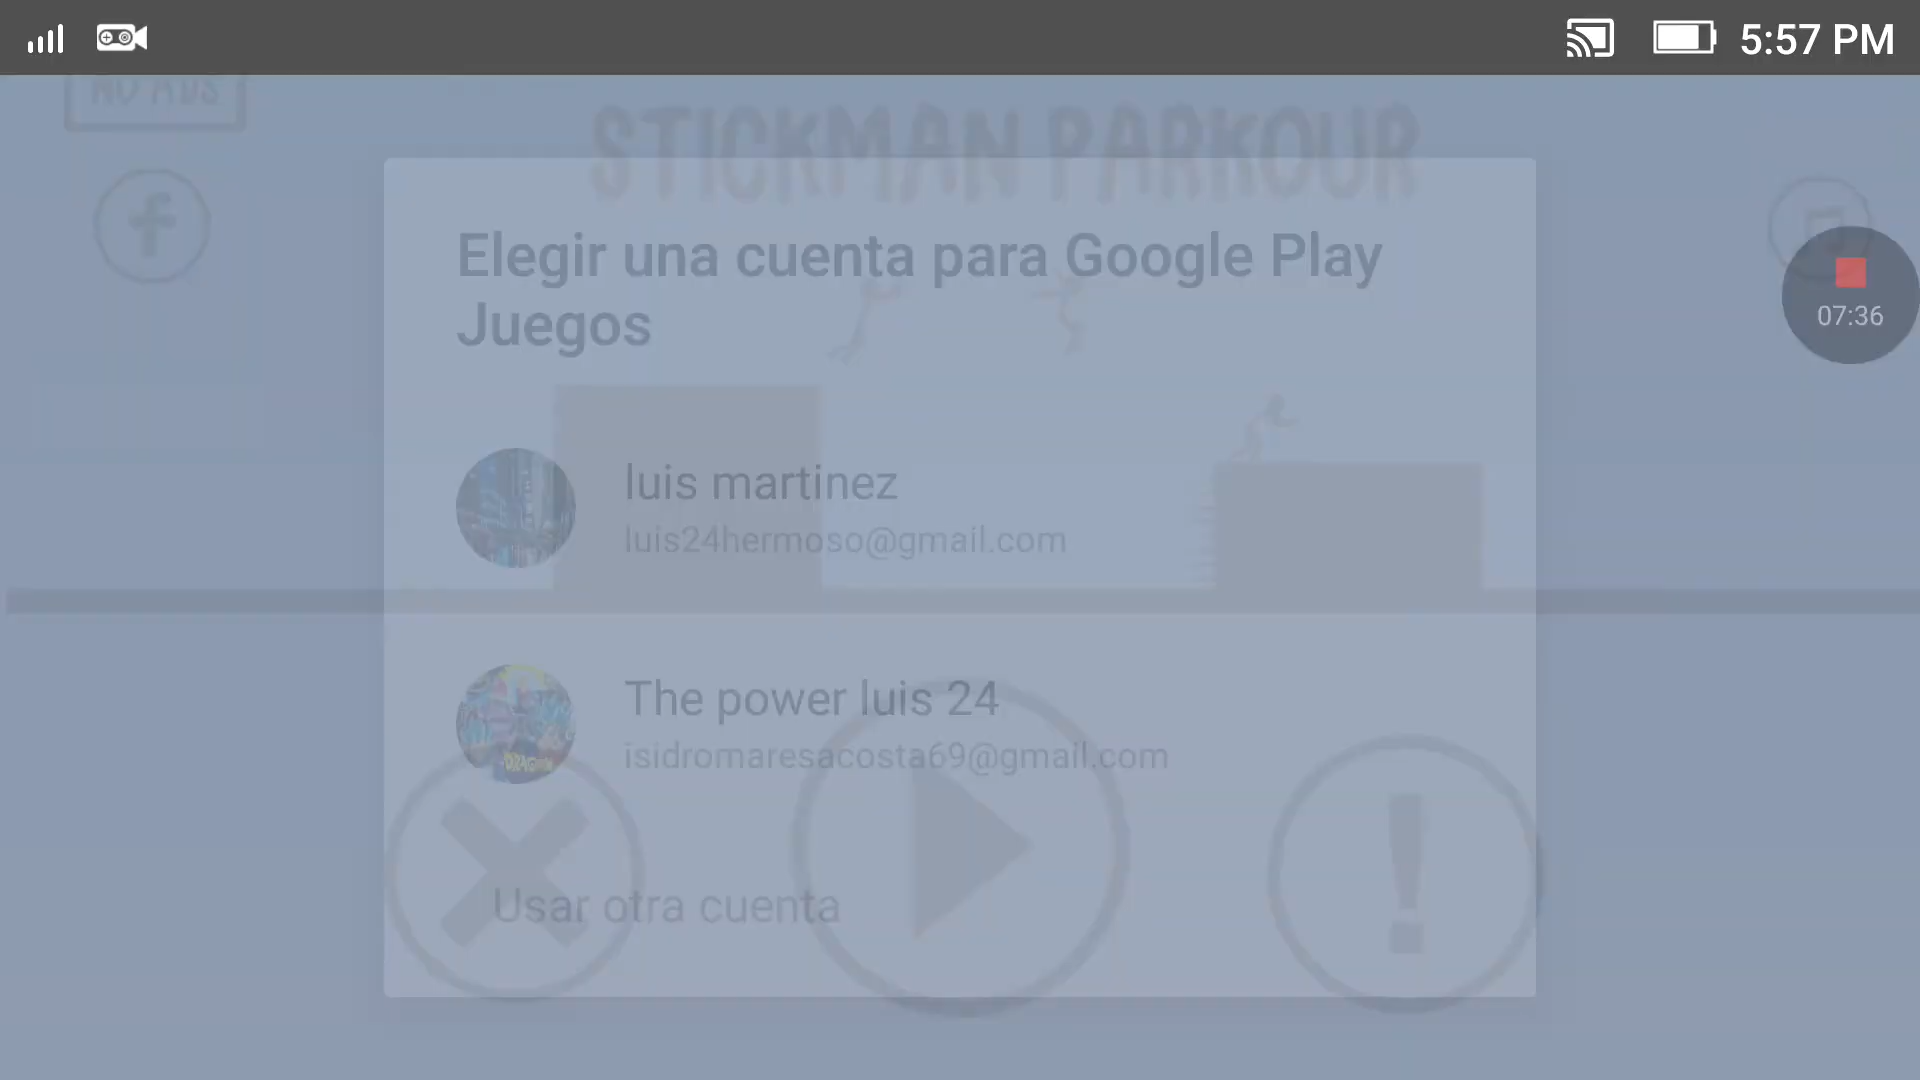 5:57 PM
NO ADS
STICKMAN PARKOUR
Elegir una cuenta para Google Play
Juegos
07:36
luis martinez
luis24hermoso@gmail.com
The power luis 24
isidromaresacosta69@gmail.com
Usar otra cuenta